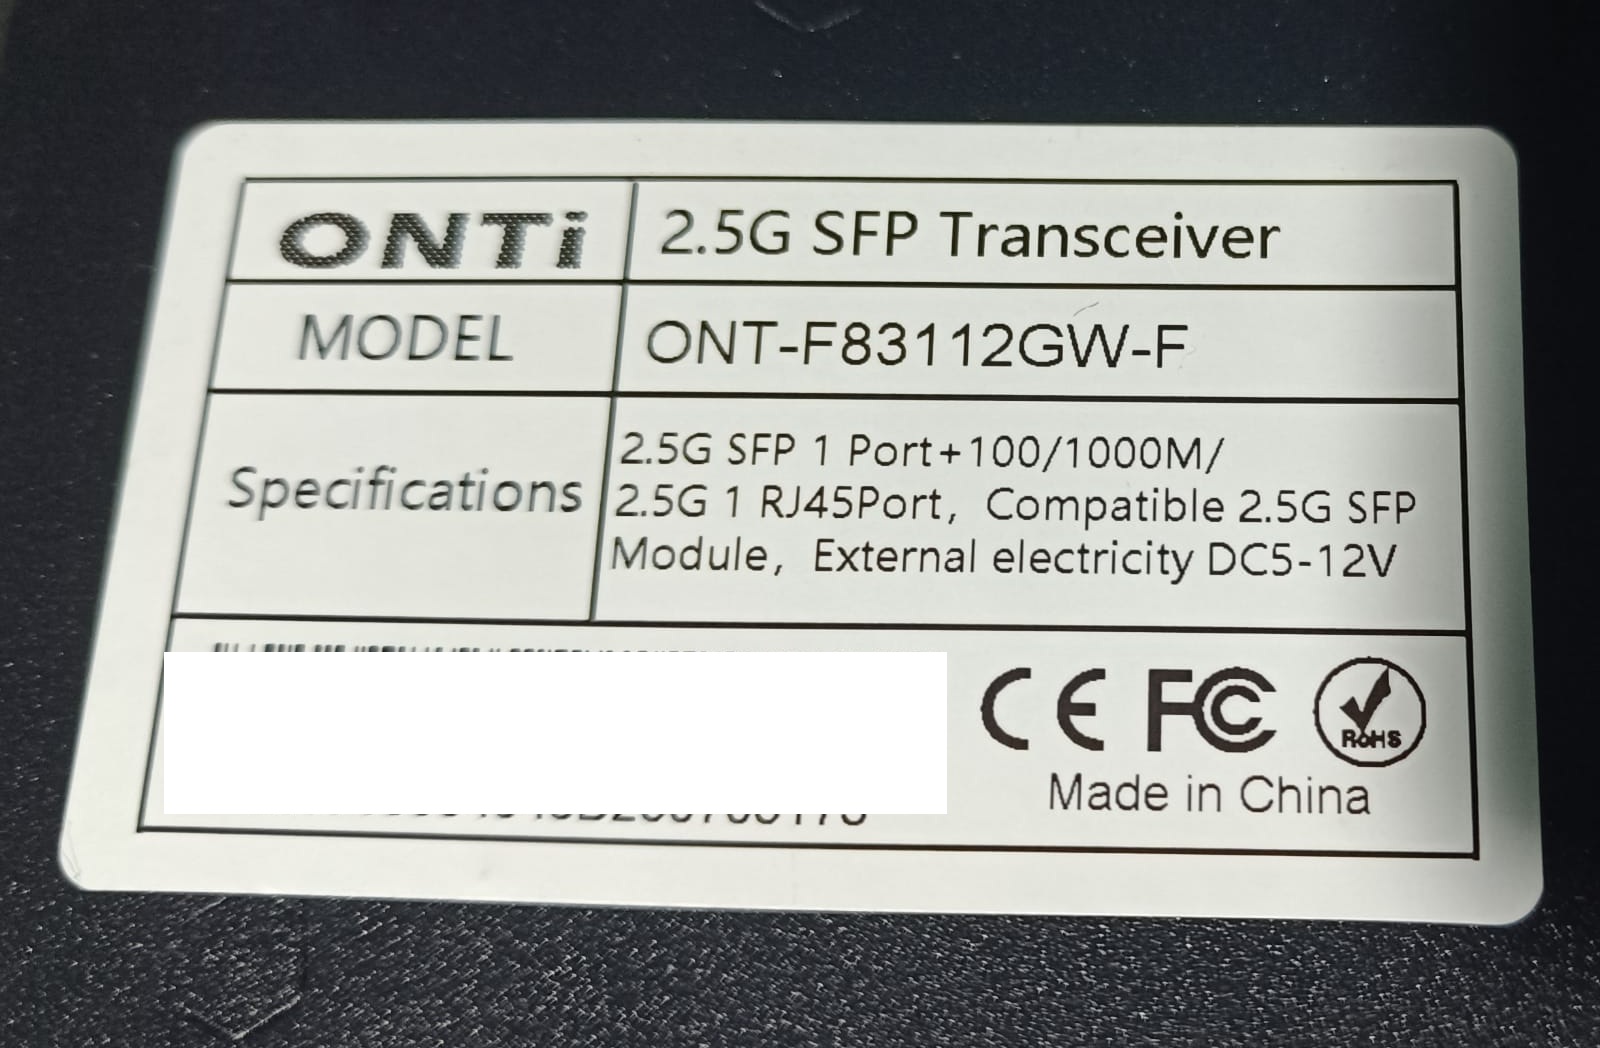 ONTi
2.5G SFP Transceiver
MODEL
ONT-F83112GW-F
Specifications
2.5G SFP 1 Port+100/1000M/
2.5G 1 RJ45Port, Compatible 2.5G SFP
Module, External electricity DC5-12V
CE FC RoHS
Made in China